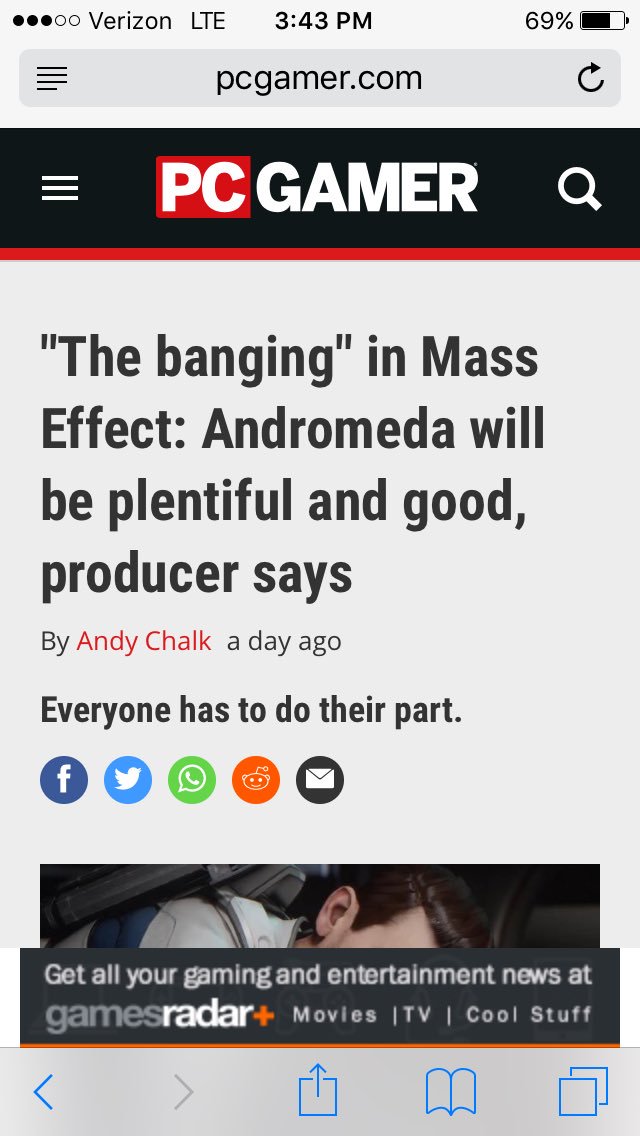 Verizon LTE 3:43 PM 69%
pcgamer.com
PC GAMER
"The banging" in Mass
Effect: Andromeda will
be plentiful and good,
producer says
By Andy Chalk a day ago
Everyone has to do their part.
Get all your gaming and entertainment news at
gamesradar+ Movies | TV | Cool Stuff